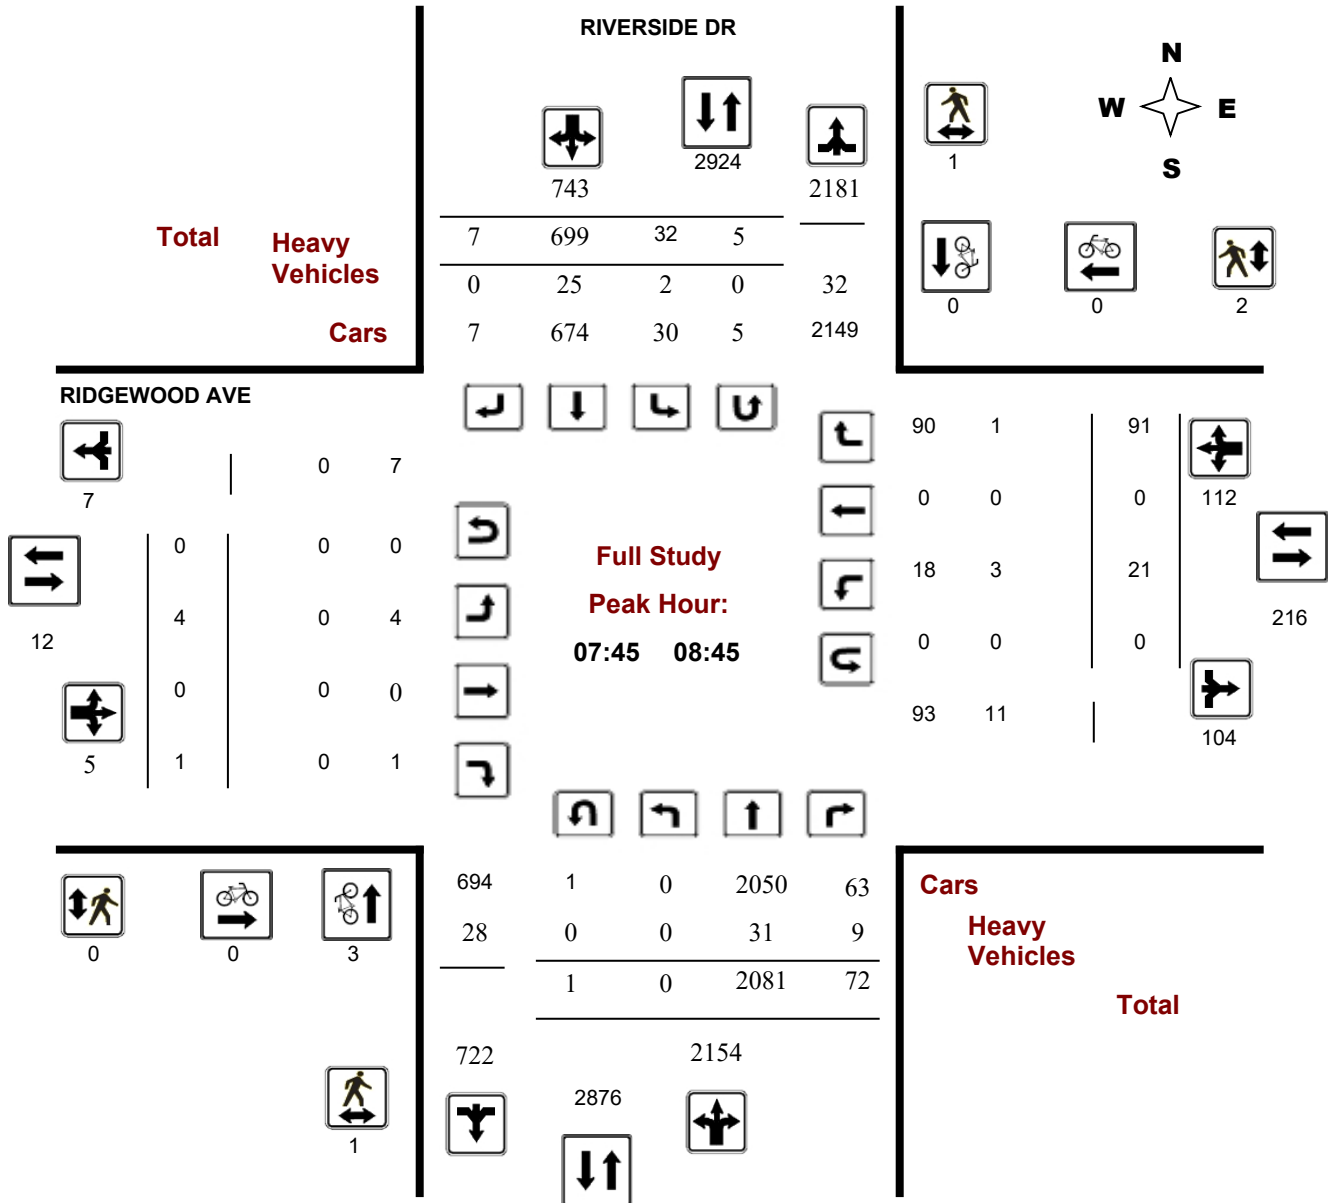 RIVERSIDE DR
N
W E
S
2924
1
743 2181
Total Heavy Vehicles
7 699 32 5
0 25 2 0 32
0 0 2
Cars 7 674 30 5 2149
RIDGEWOOD AVE
90 1 91
0 7
7
0 0 0 112
0 0 0
Full Study
18 3 21
Peak Hour:
4 0 4
216
12
07:45 08:45
0 0 0
0 0 0
93 11
104
5 1 0 1
694 1 0 2050 63
Cars
28 0 0 31 9
Heavy Vehicles
0 0 3
1 0 2081 72
Total
722 2154
2876
1